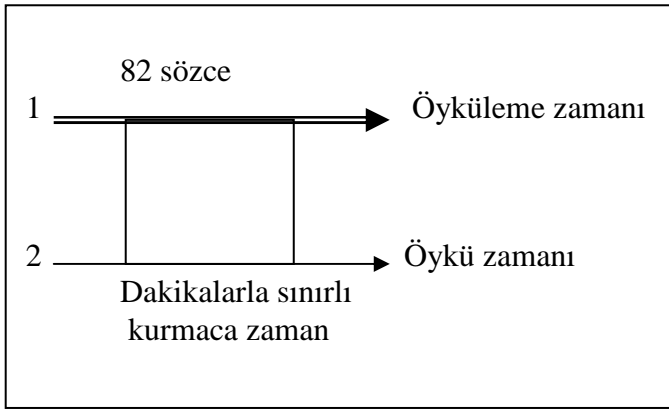 82 sözce
1 Öyküleme zamanı
2 Öykü zamanı
Dakikalarla sınırlı
kurmaca zaman